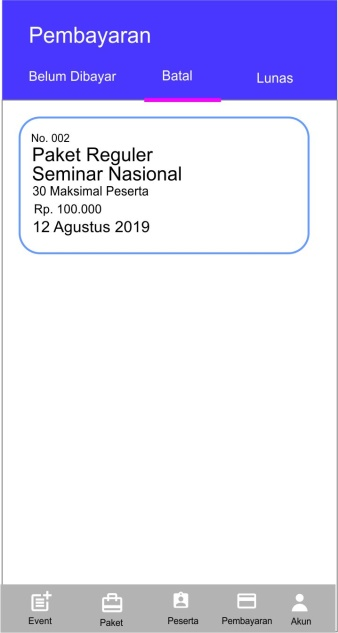 Pembayaran
Belum Dibayar Batal Lunas
No. 002
Paket Reguler
Seminar Nasional
30 Maksimal Peserta
Rp. 100.000
12 Agustus 2019
Event Paket Peserta Pembayaran Akun